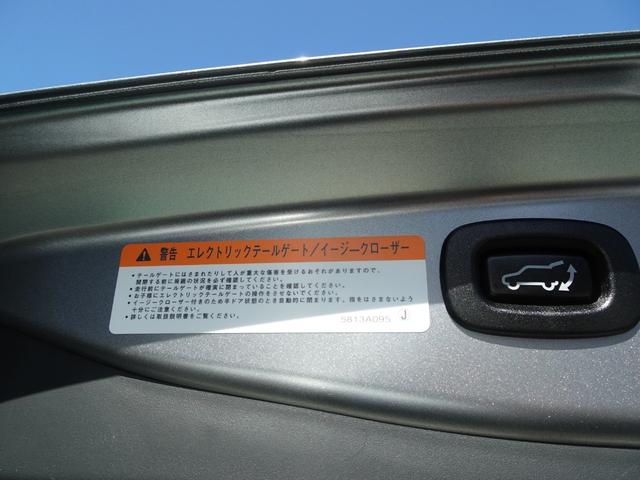 警告 エレクトリックテールゲート/イージークローザー
•テールゲートにはさまれたりして人が重大な傷害を受けるおそれがありますので、
開閉する前に周囲の状況を必ず確認してください。
•走行前にテールゲートが確実に閉まっていることを確認してください。
•お子様にエレクトリックテールゲートの操作をさせないでください。
•イージークローザー付きのため半ドア状態のとき自動的に閉まります。指をはさまないよう
十分にご注意ください。
•詳しくは取扱説明書をご覧ください。
5813A095 J